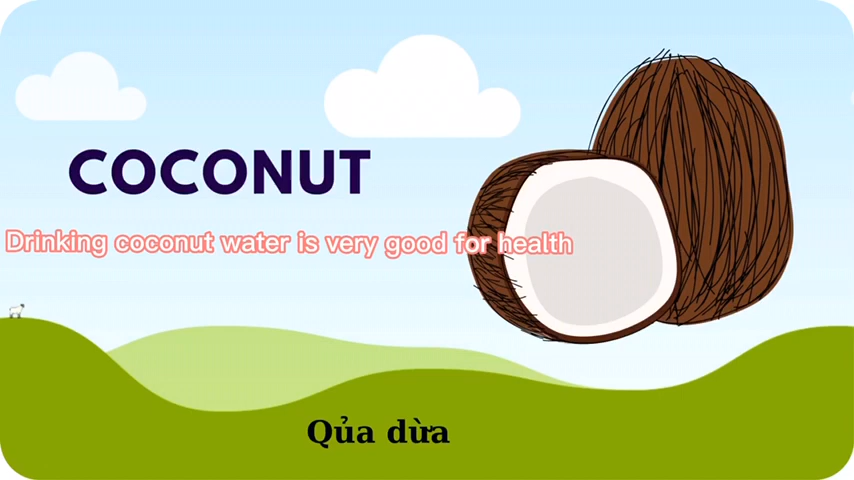 COCONUT
Drinking coconut water is very good for health
Qủa dừa